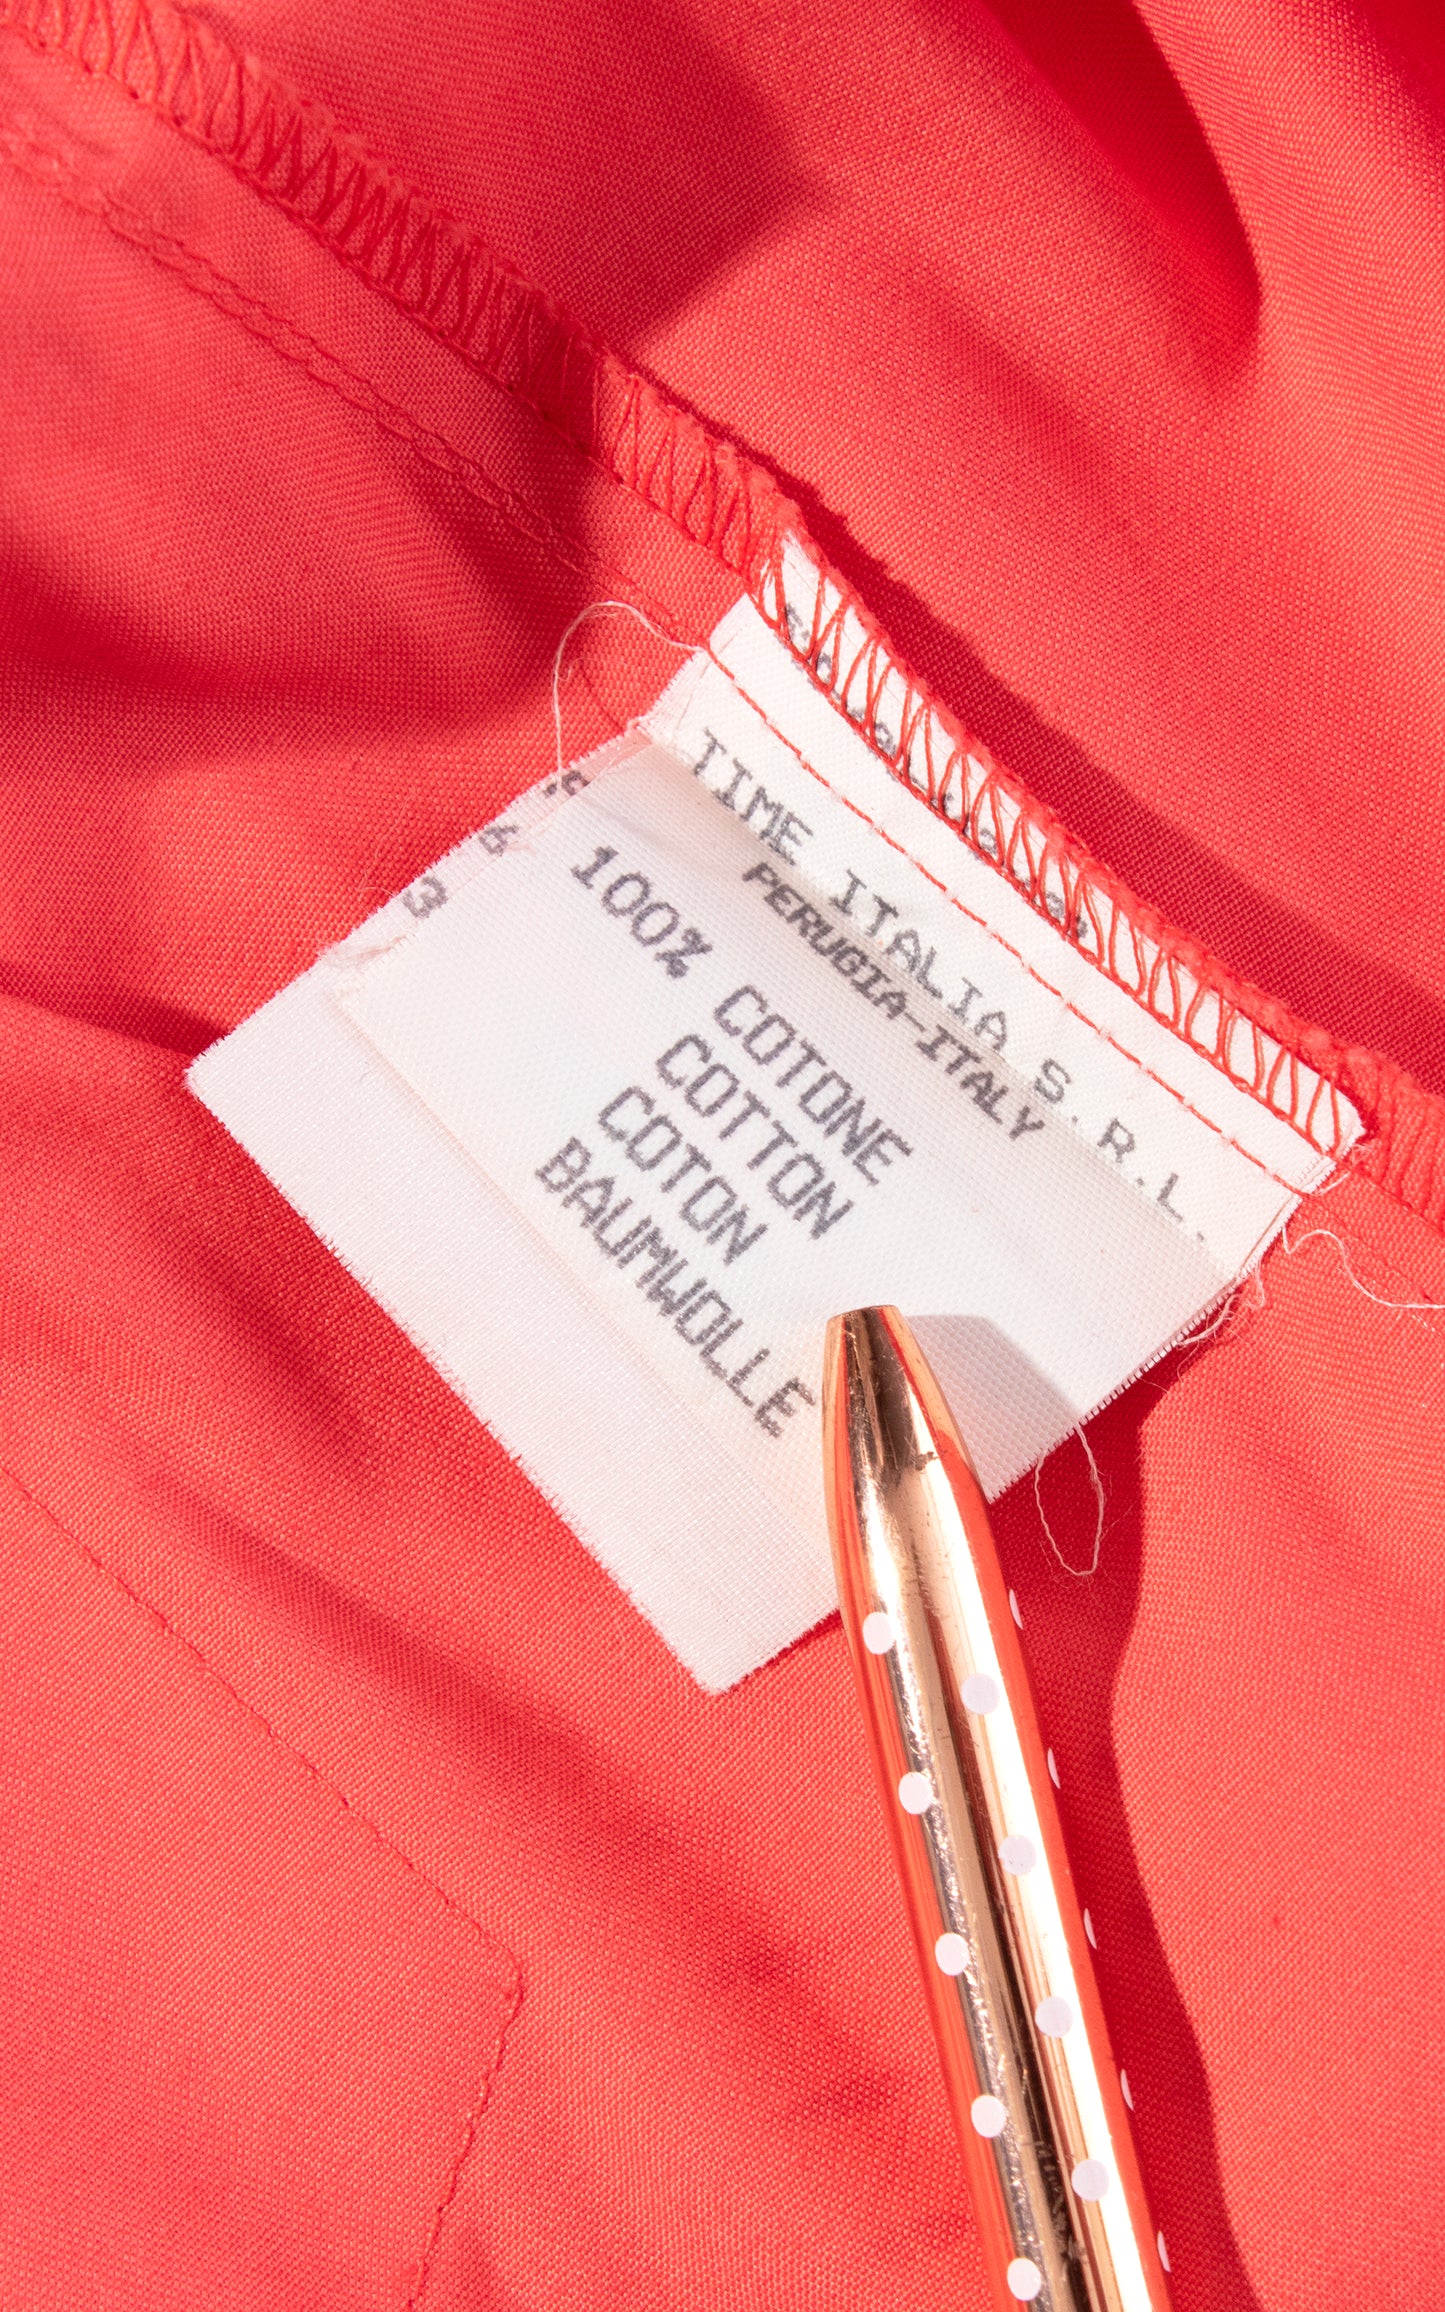 TIME ITALIA S.R.L.
PERUGIA-ITALY
100% COTONE
COTTON
COTON
BAUMWOLLE